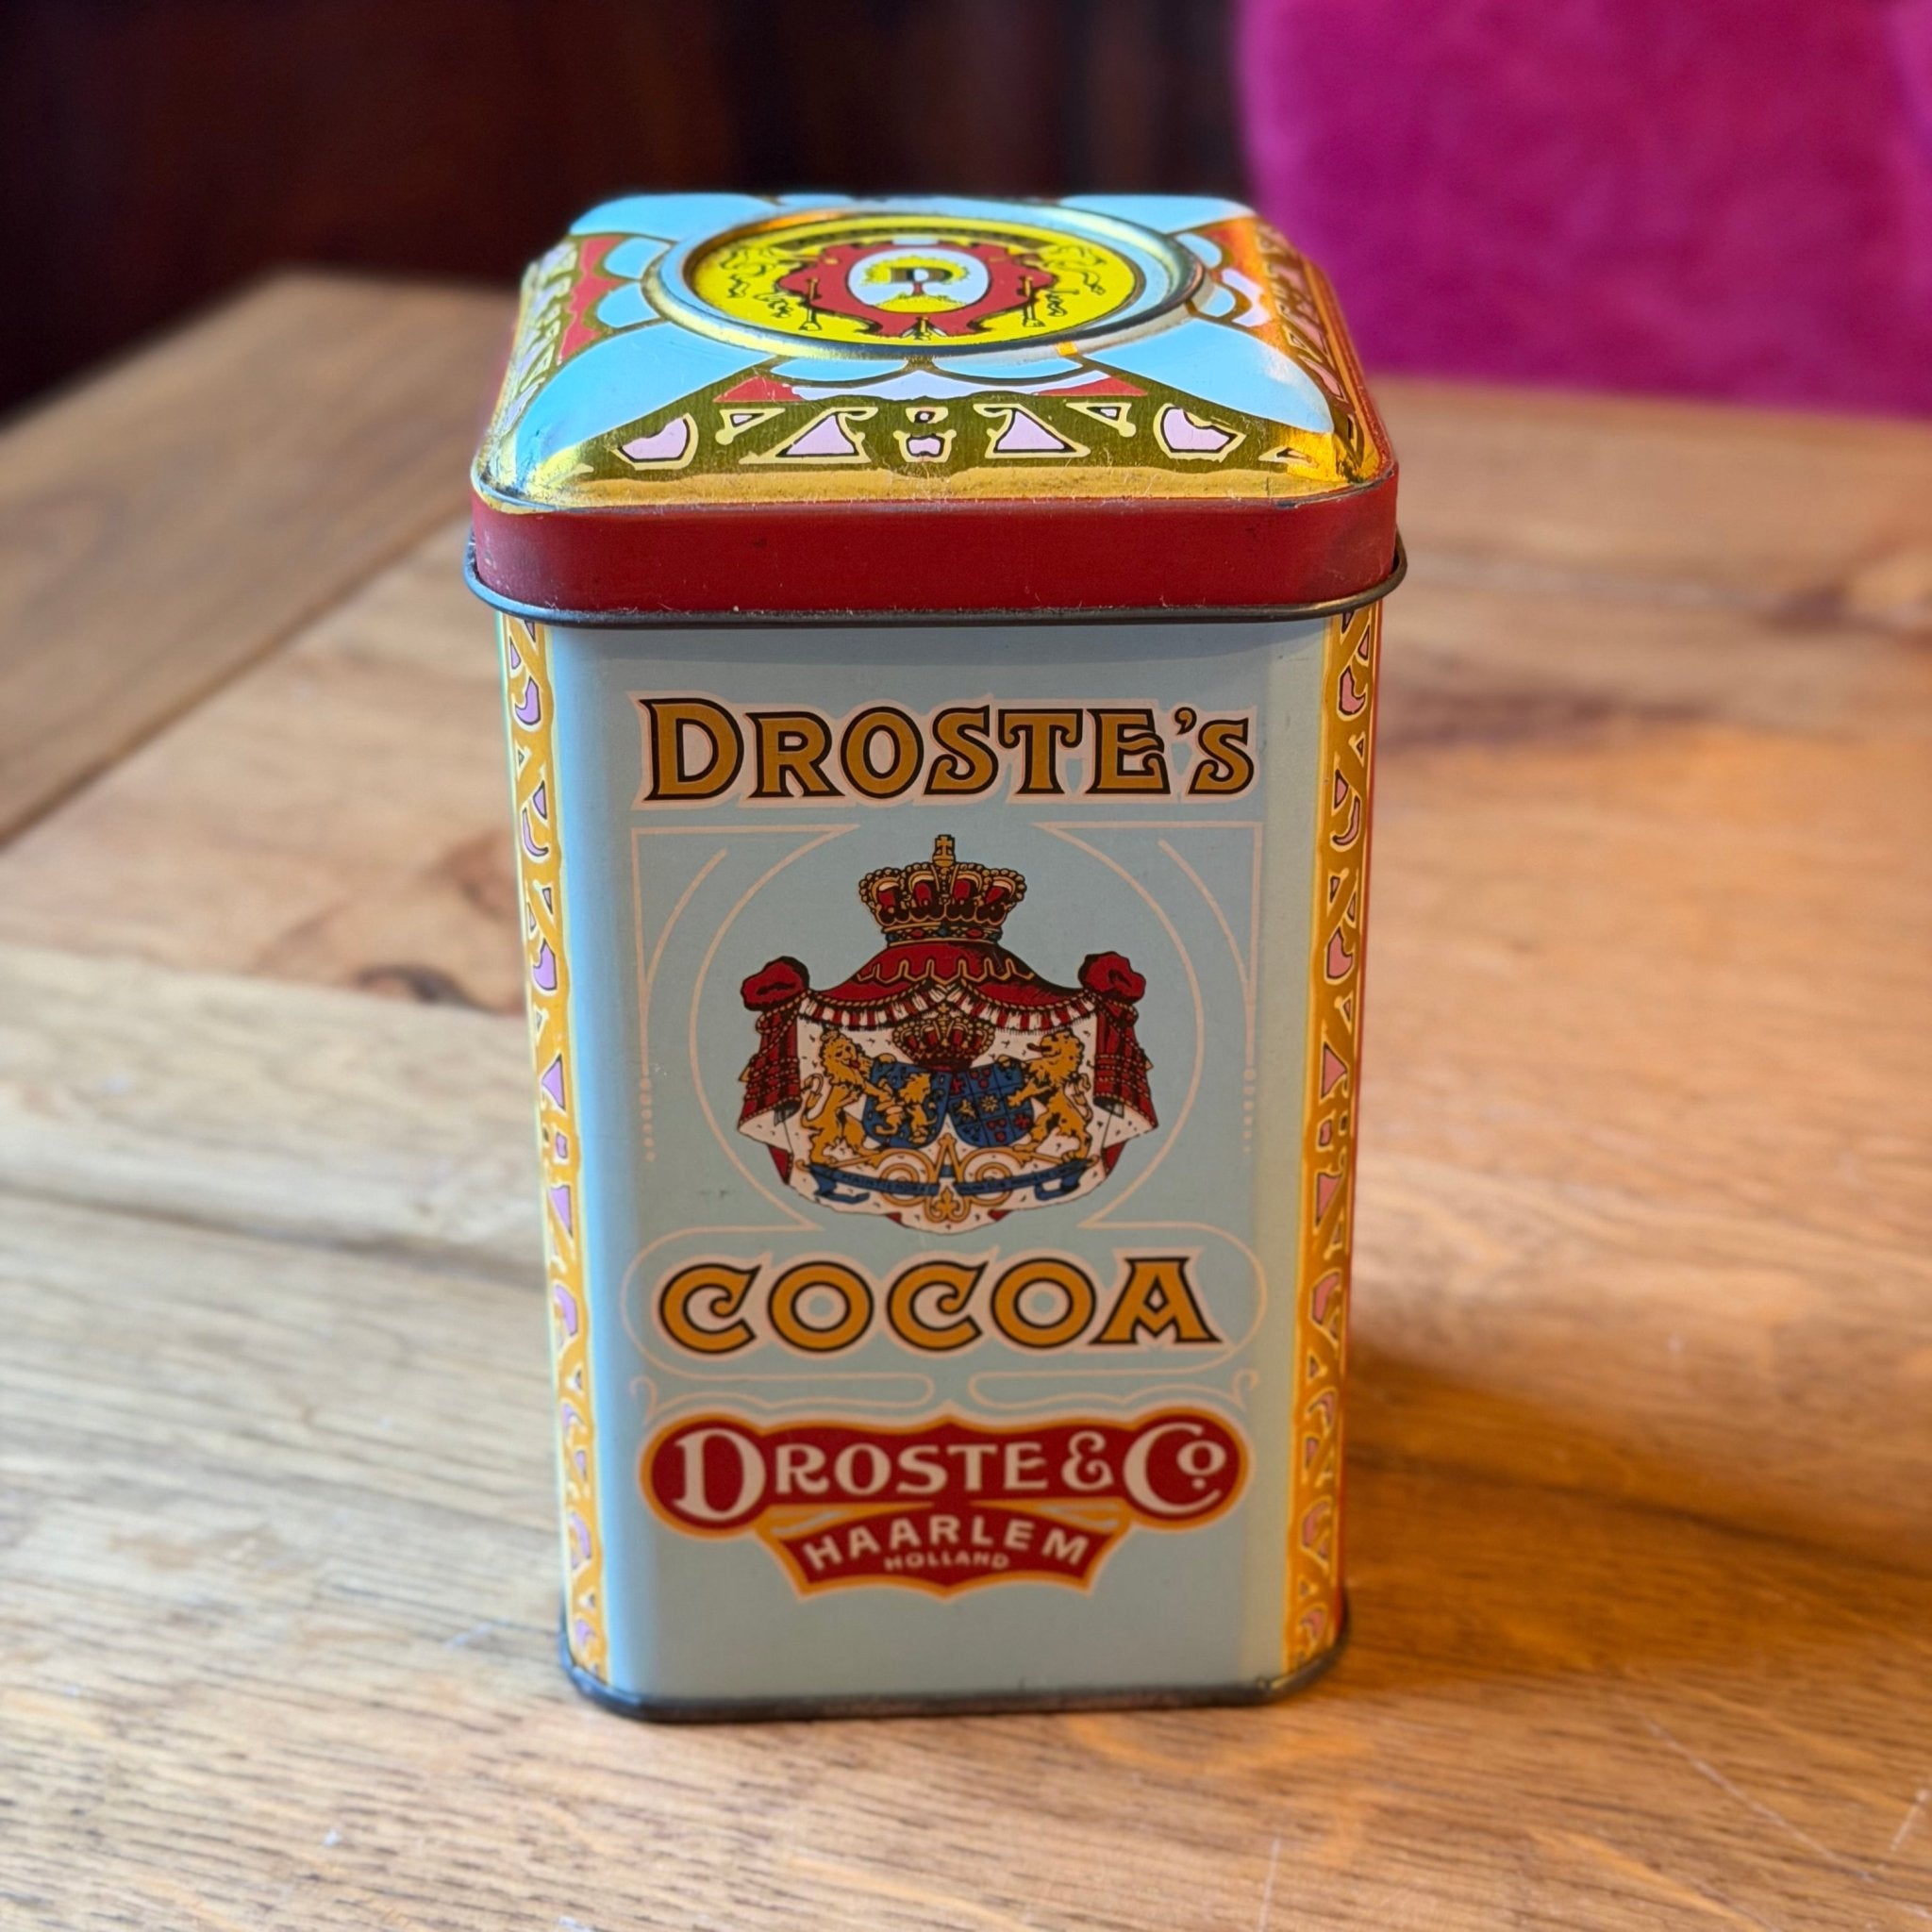 D
DROSTE'S
COCOA
DROSTE & Co.
HAARLEM
HOLLAND